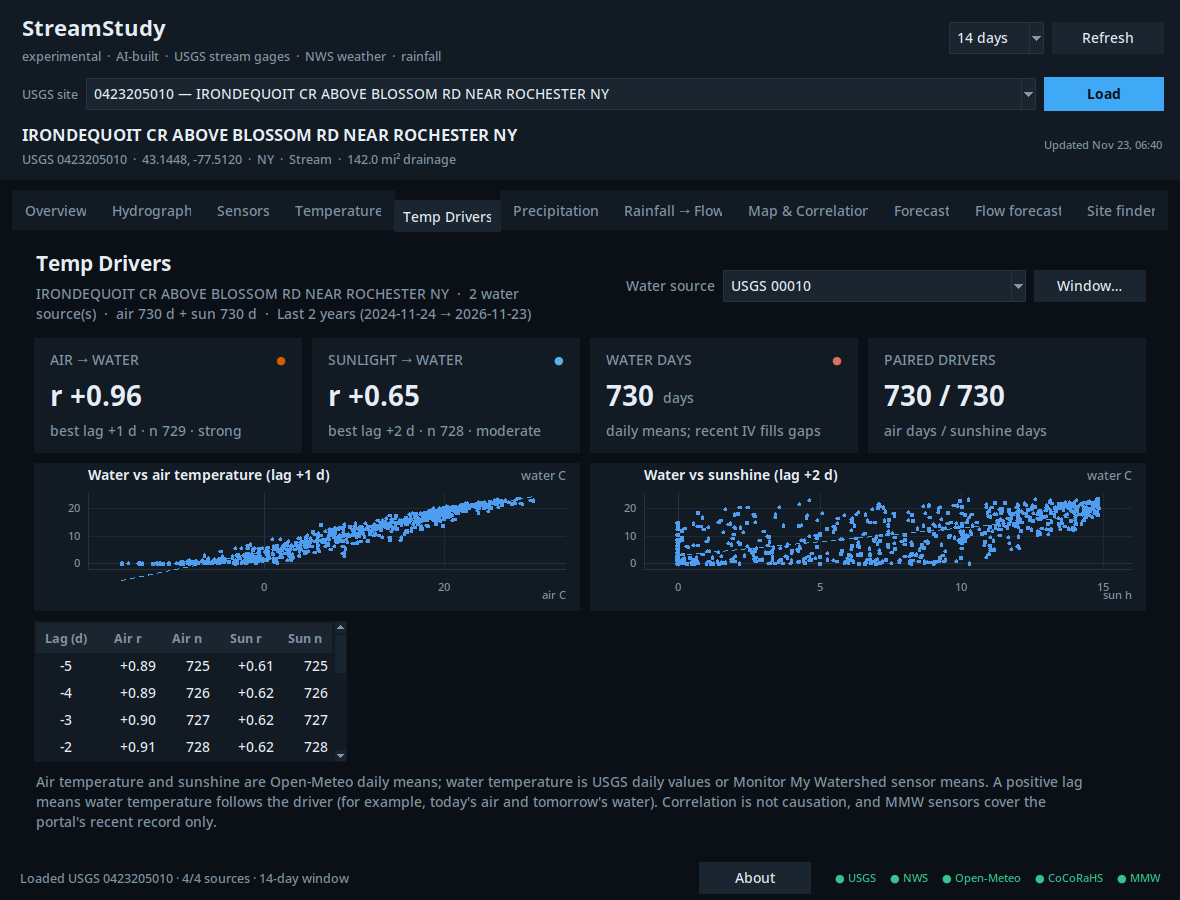 StreamStudy
experimental · AI-built · USGS stream gages · NWS weather · rainfall
14 days
Refresh
USGS site
0423205010 — IRONDEQUOIT CR ABOVE BLOSSOM RD NEAR ROCHESTER NY
Load
IRONDEQUOIT CR ABOVE BLOSSOM RD NEAR ROCHESTER NY
USGS 0423205010 · 43.1448, -77.5120 · NY · Stream · 142.0 mi² drainage
Updated Nov 23, 06:40
Overview Hydrograph Sensors Temperature Temp Drivers Precipitation Rainfall → Flow Map & Correlation Forecast Flow forecast Site finder
Temp Drivers
IRONDEQUOIT CR ABOVE BLOSSOM RD NEAR ROCHESTER NY · 2 water
source(s) · air 730 d + sun 730 d · Last 2 years (2024-11-24 → 2026-11-23)
Water source
USGS 00010
Window...
AIR → WATER
r +0.96
best lag +1 d · n 729 · strong
SUNLIGHT → WATER
r +0.65
best lag +2 d · n 728 · moderate
WATER DAYS
730 days
daily means; recent IV fills gaps
PAIRED DRIVERS
730 / 730
air days / sunshine days
Water vs air temperature (lag +1 d)
water C
20
10
0
0 20
air C
Water vs sunshine (lag +2 d)
water C
20
10
0
0 5 10 15
sun h
Lag (d) Air r Air n Sun r Sun n
-5 +0.89 725 +0.61 725
-4 +0.89 726 +0.62 726
-3 +0.90 727 +0.62 727
-2 +0.91 728 +0.62 728
Air temperature and sunshine are Open-Meteo daily means; water temperature is USGS daily values or Monitor My Watershed sensor means. A positive lag
means water temperature follows the driver (for example, today's air and tomorrow's water). Correlation is not causation, and MMW sensors cover the
portal's recent record only.
Loaded USGS 0423205010 · 4/4 sources · 14-day window
About
USGS NWS Open-Meteo CoCoRaHS MMW